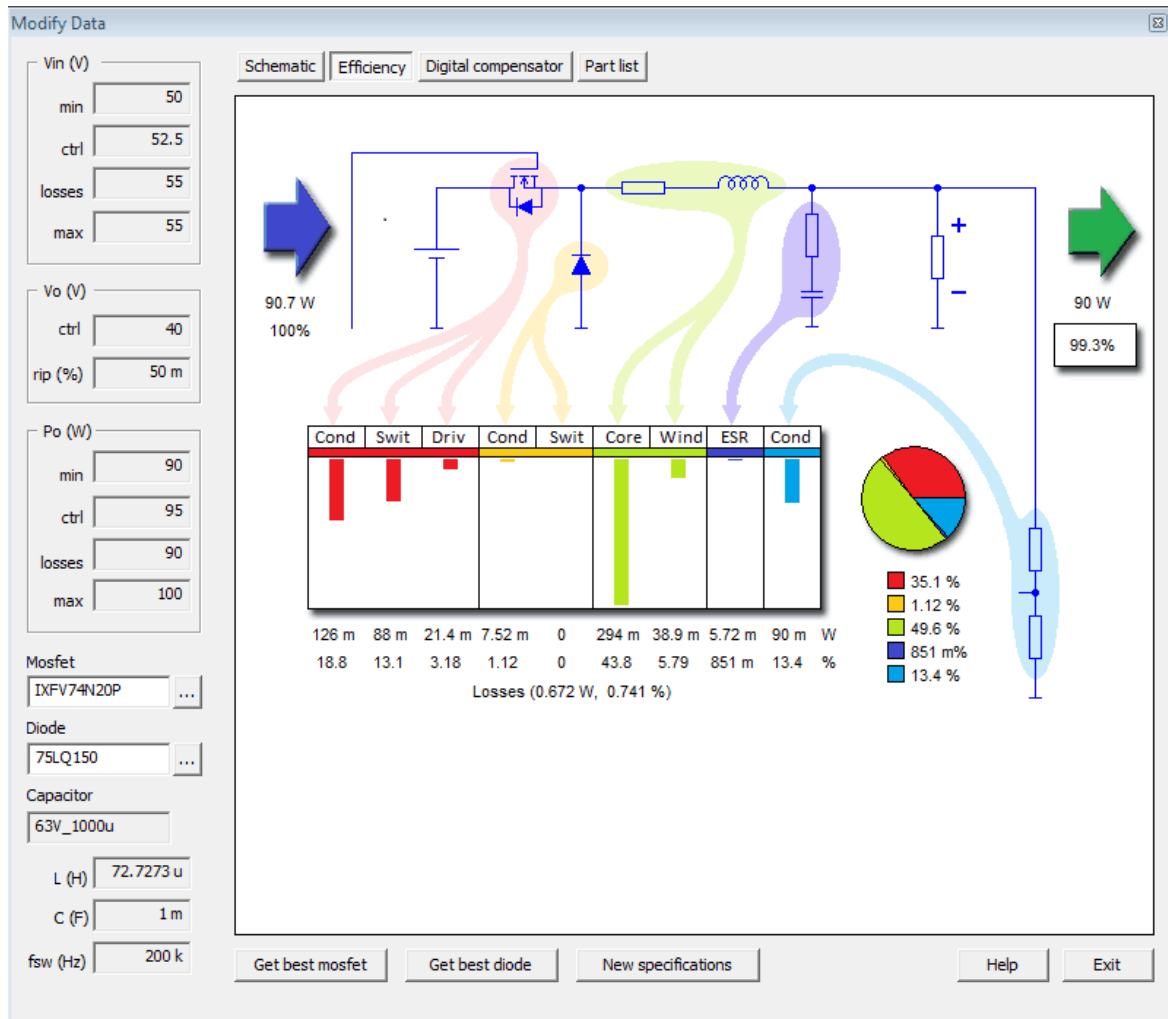 Modify Data
Vin (V)
min 50
ctrl 52.5
losses 55
max 55
Vo (V)
ctrl 40
rip (%) 50 m
Po (W)
min 90
ctrl 95
losses 90
max 100
Mosfet
IXFV74N20P ...
Diode
75LQ150 ...
Capacitor
63V_1000u
L (H) 72.7273 u
C (F) 1 m
fsw (Hz) 200 k
Schematic Efficiency Digital compensator Part list
90.7 W
100%
+
−
90 W
99.3%
Cond Swit Driv Cond Swit Core Wind ESR Cond
126 m 88 m 21.4 m 7.52 m 0 294 m 38.9 m 5.72 m 90 m W
18.8 13.1 3.18 1.12 0 43.8 5.79 851 m 13.4 %
Losses (0.672 W, 0.741 %)
35.1 %
1.12 %
49.6 %
851 m%
13.4 %
Get best mosfet Get best diode New specifications Help Exit